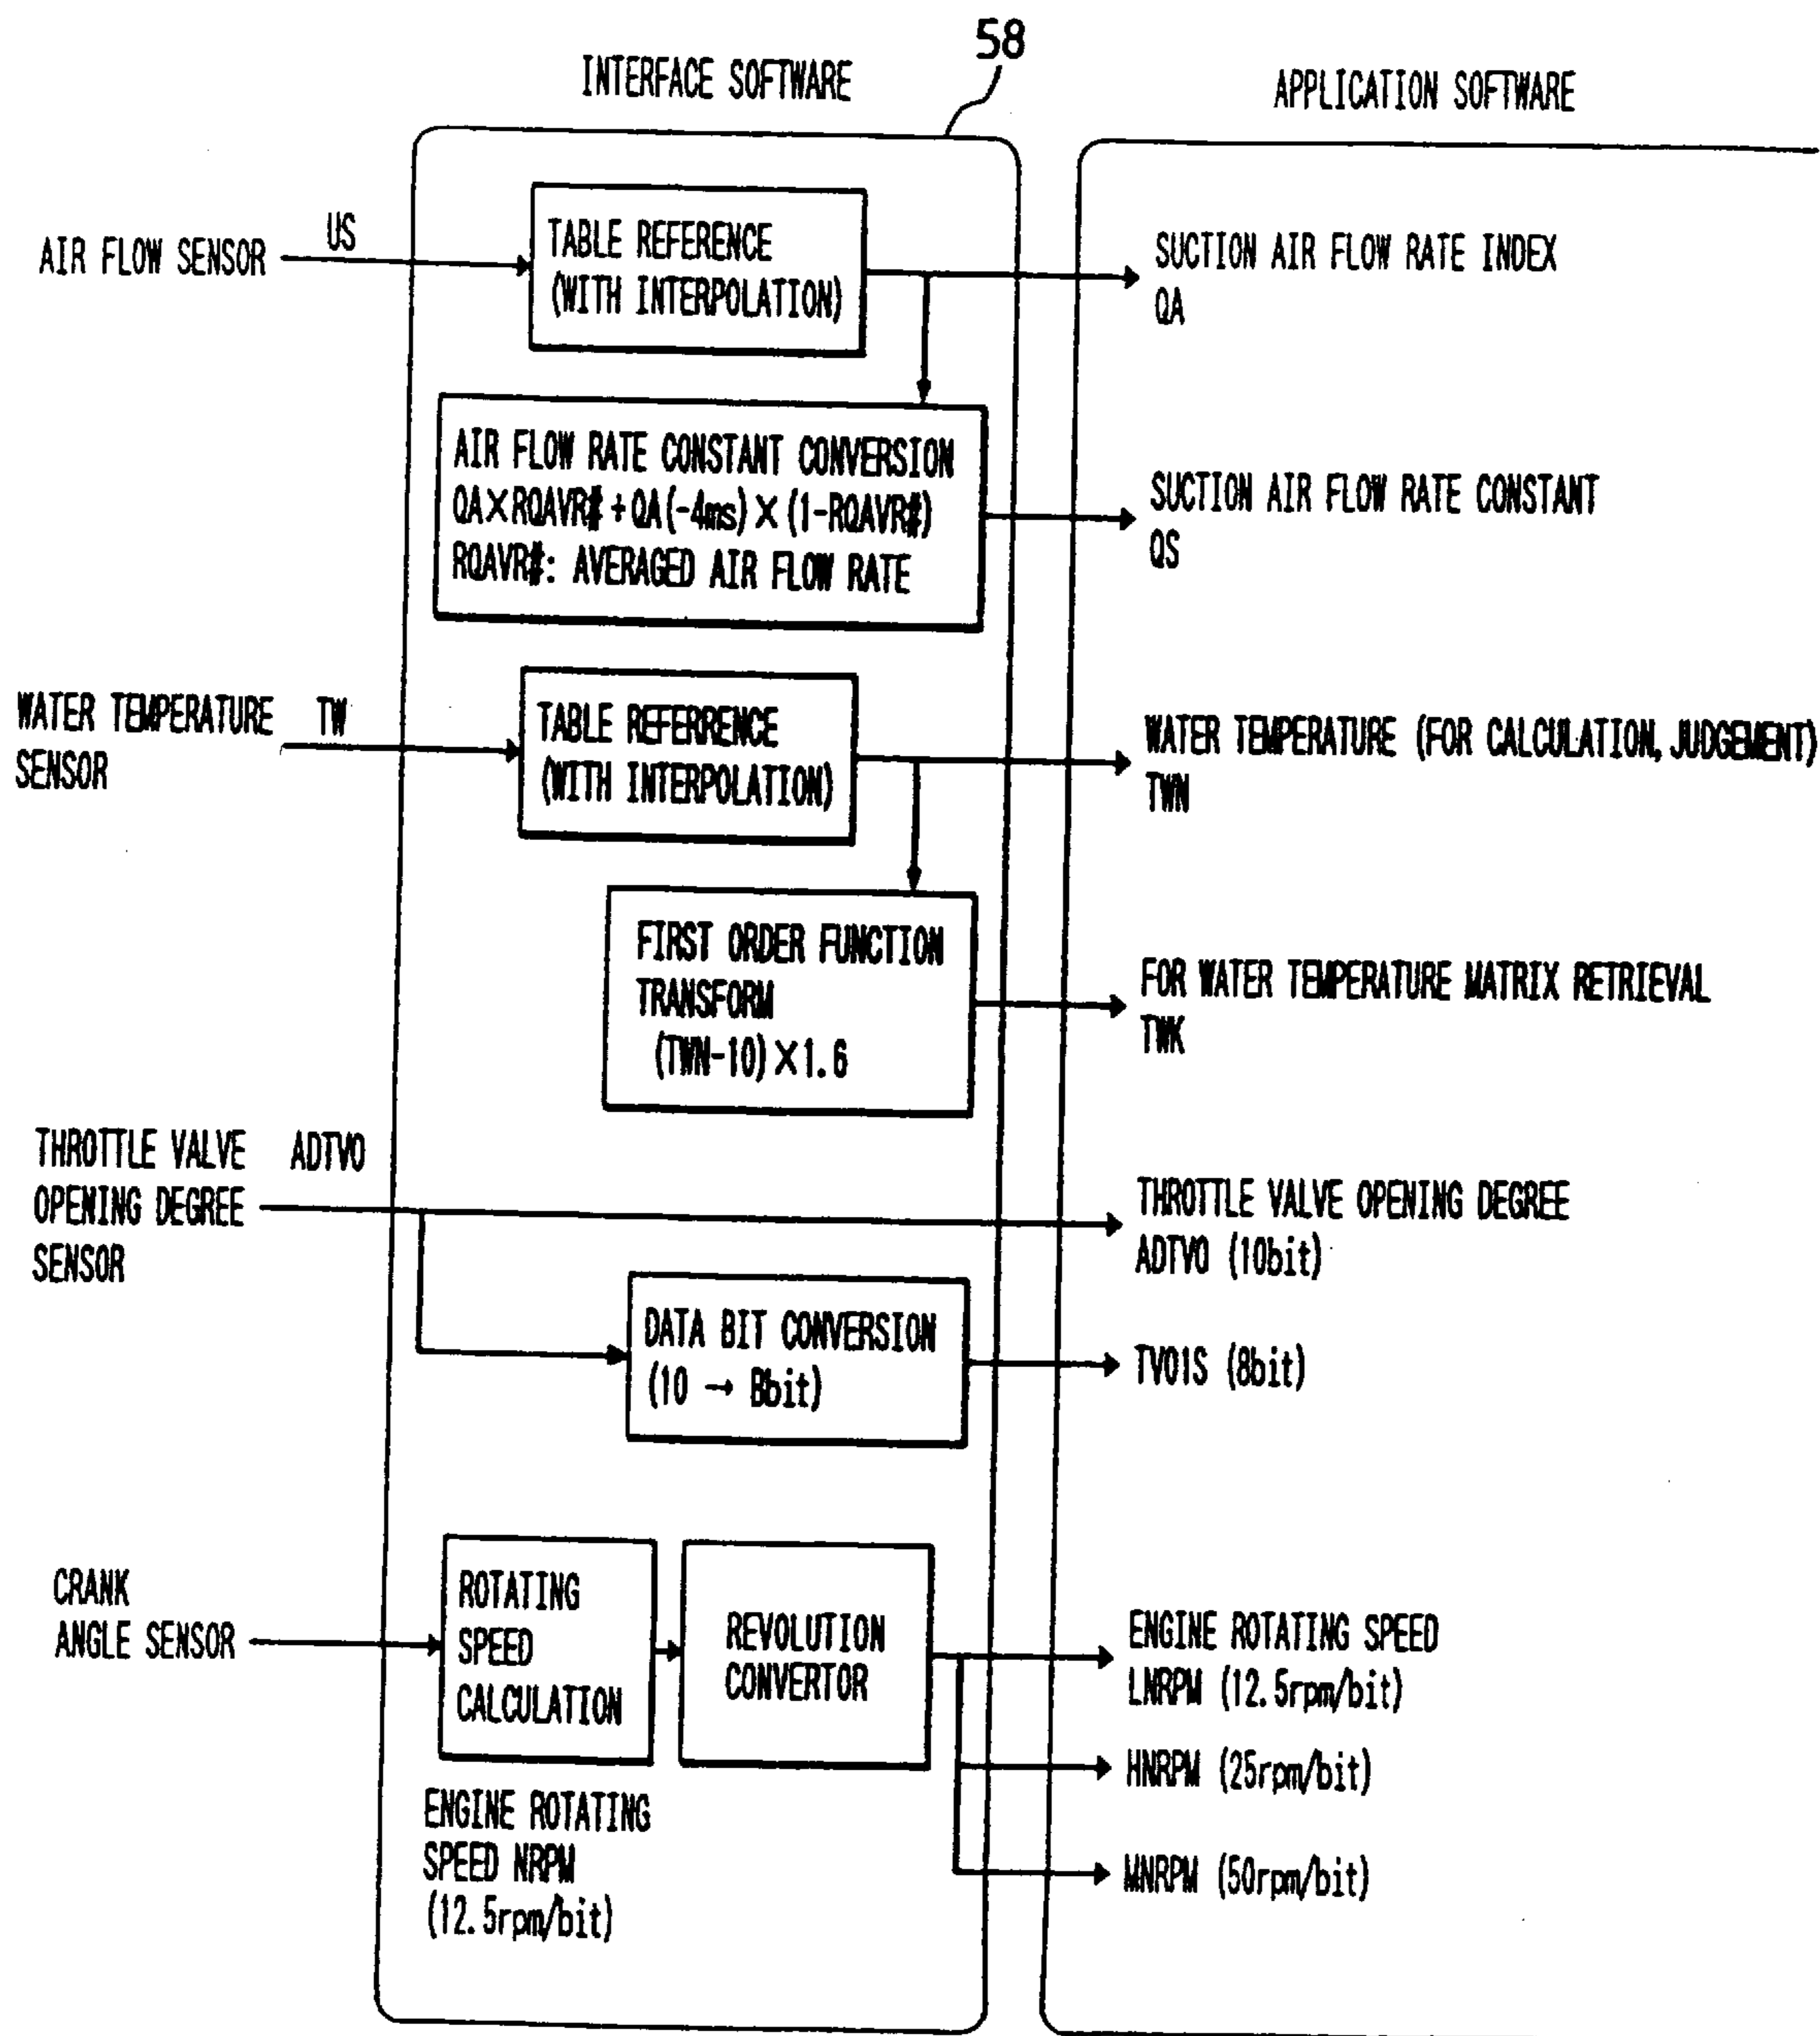 58
INTERFACE SOFTWARE
APPLICATION SOFTWARE
AIR FLOW SENSOR
US
TABLE REFERENCE
(WITH INTERPOLATION)
SUCTION AIR FLOW RATE INDEX
QA
AIR FLOW RATE CONSTANT CONVERSION
QA×RQAVR#+QA(-4ms)×(1-RQAVR#)
RQAVR#: AVERAGED AIR FLOW RATE
SUCTION AIR FLOW RATE CONSTANT
QS
WATER TEMPERATURE
SENSOR
TW
TABLE REFERRENCE
(WITH INTERPOLATION)
WATER TEMPERATURE (FOR CALCULATION, JUDGEMENT)
TWN
FIRST ORDER FUNCTION
TRANSFORM
(TWN-10)×1.6
FOR WATER TEMPERATURE MATRIX RETRIEVAL
TWK
THROTTLE VALVE
OPENING DEGREE
SENSOR
ADTVO
THROTTLE VALVE OPENING DEGREE
ADTVO (10bit)
DATA BIT CONVERSION
(10 → 8bit)
TVO1S (8bit)
CRANK
ANGLE SENSOR
ROTATING
SPEED
CALCULATION
REVOLUTION
CONVERTOR
ENGINE ROTATING SPEED
LNRPM (12.5rpm/bit)
HNRPM (25rpm/bit)
MNRPM (50rpm/bit)
ENGINE ROTATING
SPEED NRPM
(12.5rpm/bit)